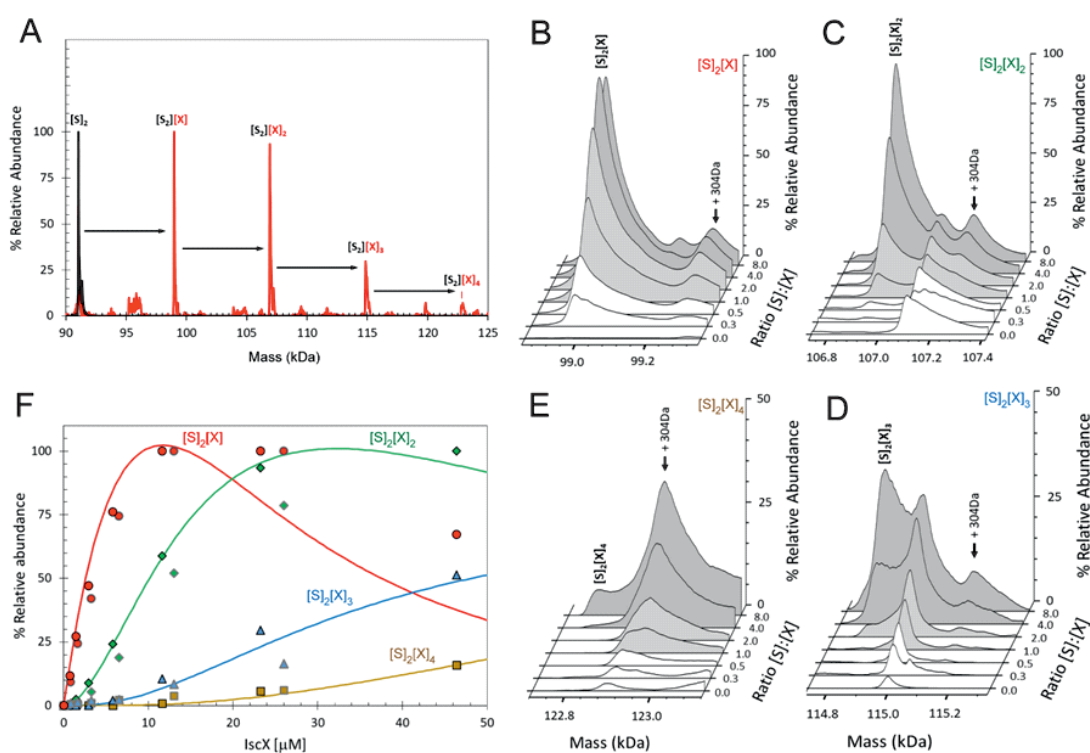 A
% Relative Abundance
100
75
50
25
0
[S]₂
[S₂][X]
[S₂][X]₂
[S₂][X]₃
[S₂][X]₄
90 95 100 105 110 115 120 125
Mass (kDa)
B
[S]₂[X]
[S]₂[X]
+ 304Da
% Relative Abundance
100
75
50
25
0
8.0
4.0
2.0
1.0
0.5
0.3
0.0
Ratio [S]:[X]
99.0 99.2
C
[S]₂[X]₂
[S]₂[X]₂
+ 304Da
% Relative Abundance
100
75
50
25
0
8.0
4.0
2.0
1.0
0.5
0.3
0.0
Ratio [S]:[X]
106.8 107.0 107.2 107.4
F
% Relative abundance
100
75
50
25
0
[S]₂[X]
[S]₂[X]₂
[S]₂[X]₃
[S]₂[X]₄
0 10 20 30 40 50
IscX [µM]
E
[S]₂[X]₄
[S]₂[X]₄
+ 304Da
% Relative Abundance
50
25
0
8.0
4.0
2.0
1.0
0.5
0.3
0.0
Ratio [S]:[X]
122.8 123.0
Mass (kDa)
D
[S]₂[X]₃
[S]₂[X]₃
+ 304Da
% Relative Abundance
50
25
0
8.0
4.0
2.0
1.0
0.5
0.3
0.0
Ratio [S]:[X]
114.8 115.0 115.2
Mass (kDa)